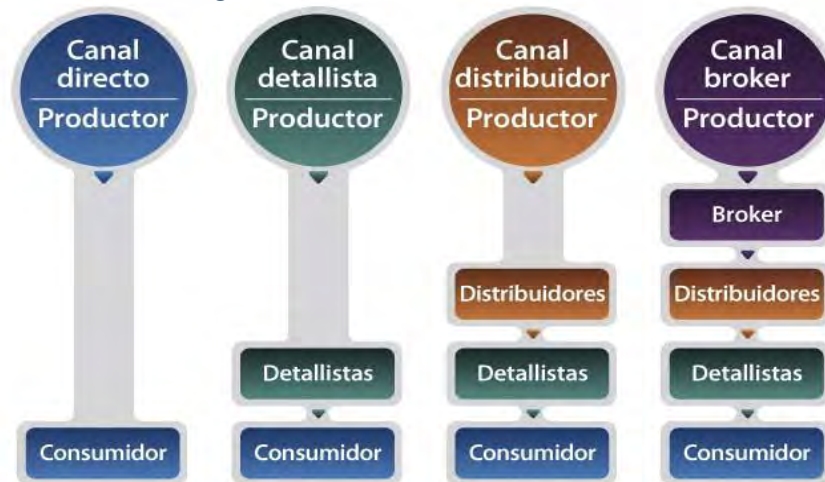 Canal
directo
Productor
Consumidor
Canal
detallista
Productor
Detallistas
Consumidor
Canal
distribuidor
Productor
Distribuidores
Detallistas
Consumidor
Canal
broker
Productor
Broker
Distribuidores
Detallistas
Consumidor